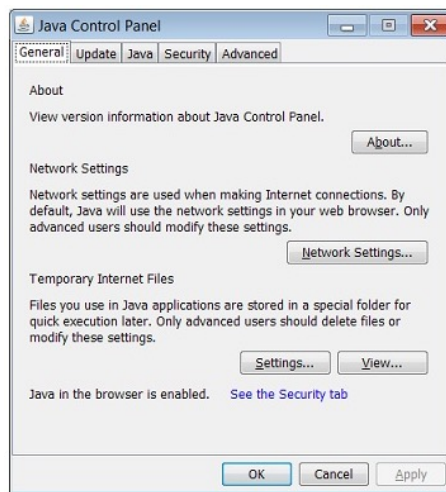 Java Control Panel
General Update Java Security Advanced
About
View version information about Java Control Panel.
About...
Network Settings
Network settings are used when making Internet connections. By
default, Java will use the network settings in your web browser. Only
advanced users should modify these settings.
Network Settings...
Temporary Internet Files
Files you use in Java applications are stored in a special folder for
quick execution later. Only advanced users should delete files or
modify these settings.
Settings... View...
Java in the browser is enabled. See the Security tab
OK Cancel Apply